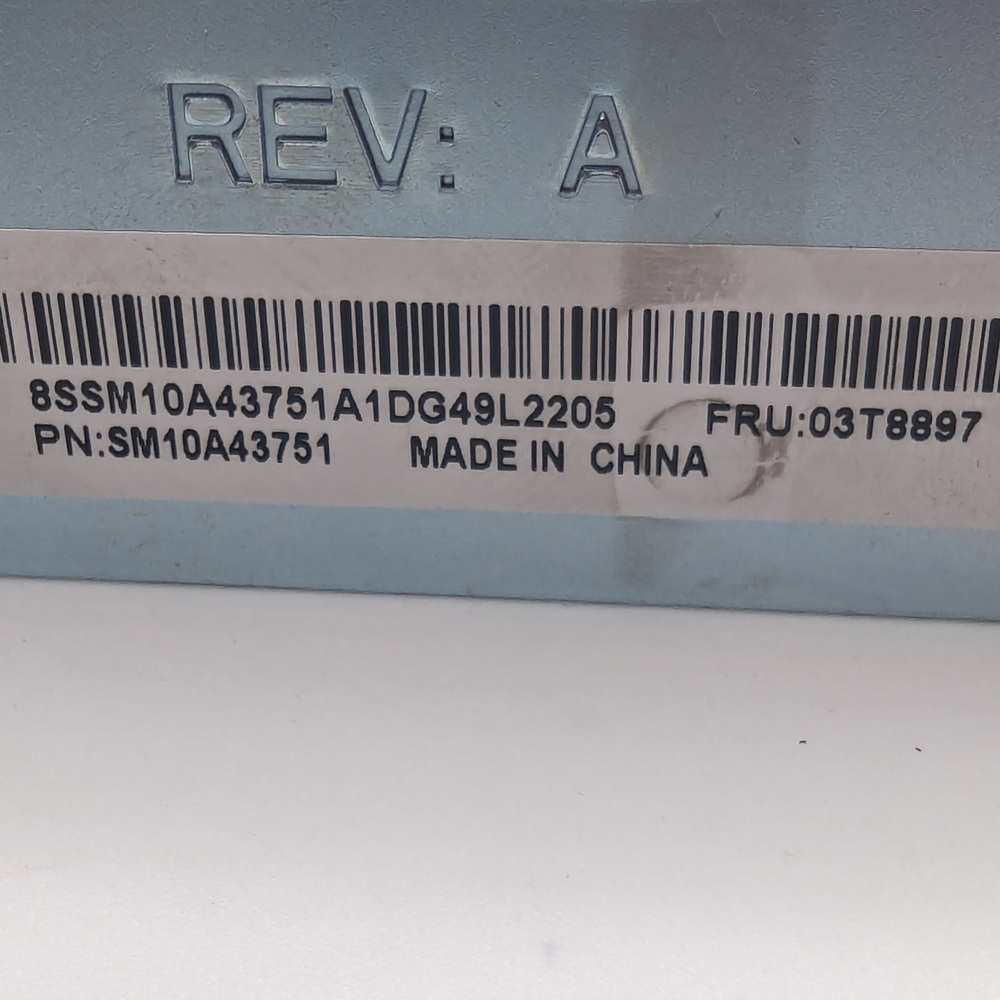 REV: A
8SSM10A43751A1DG49L2205 FRU:03T8897
PN:SM10A43751 MADE IN CHINA